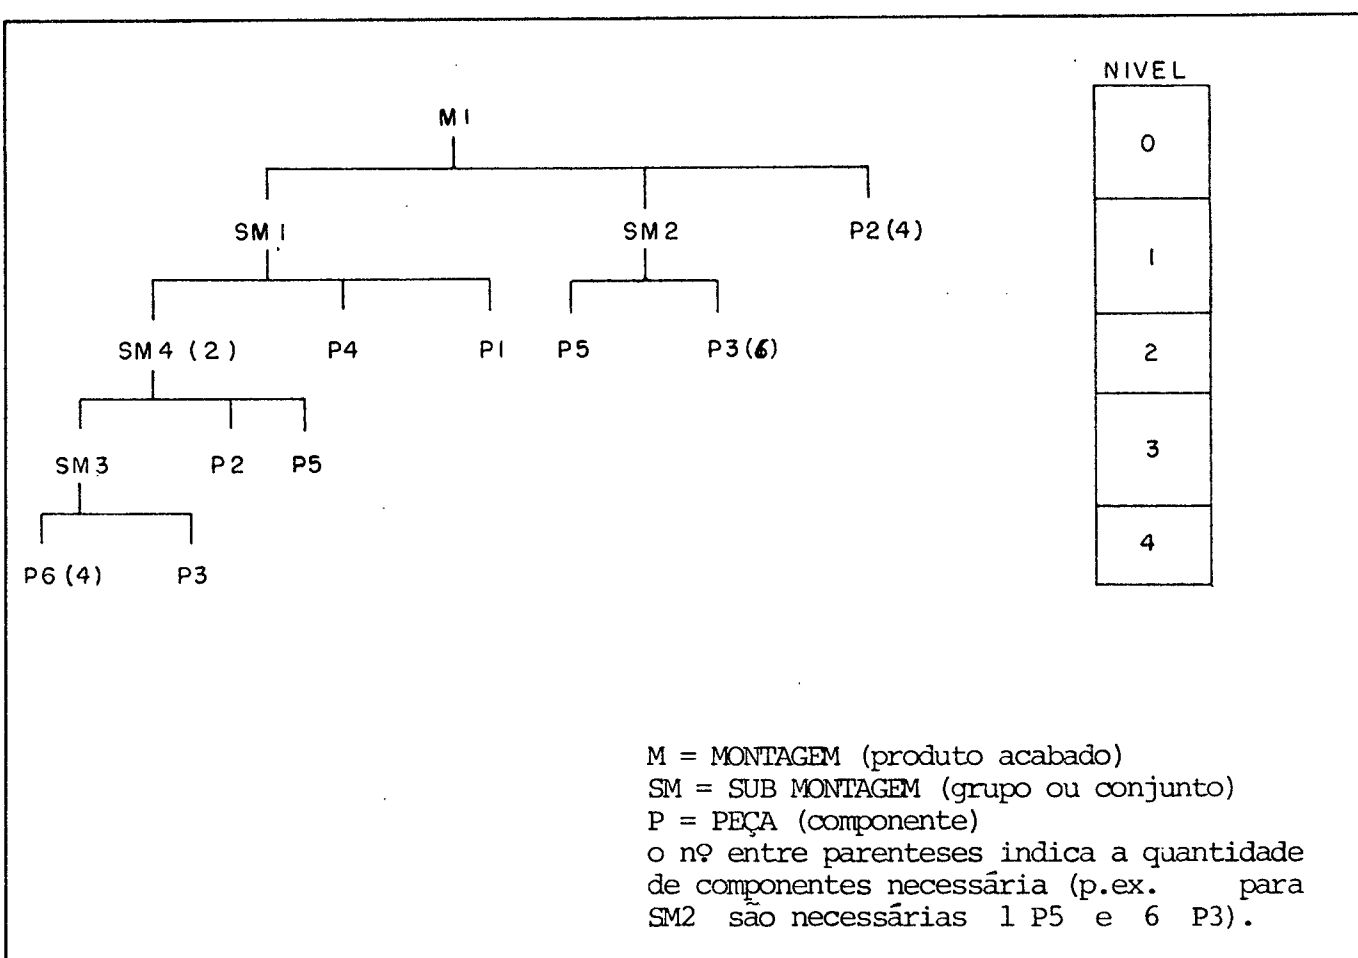 NIVEL
M1
0
SM1 SM2 P2(4)
1
SM4 (2) P4 P1 P5 P3(6)
2
SM3 P2 P5
3
P6(4) P3
4
M = MONTAGEM (produto acabado)
SM = SUB MONTAGEM (grupo ou conjunto)
P = PEÇA (componente)
o nº entre parenteses indica a quantidade
de componentes necessária (p.ex. para
SM2 são necessárias 1 P5 e 6 P3).